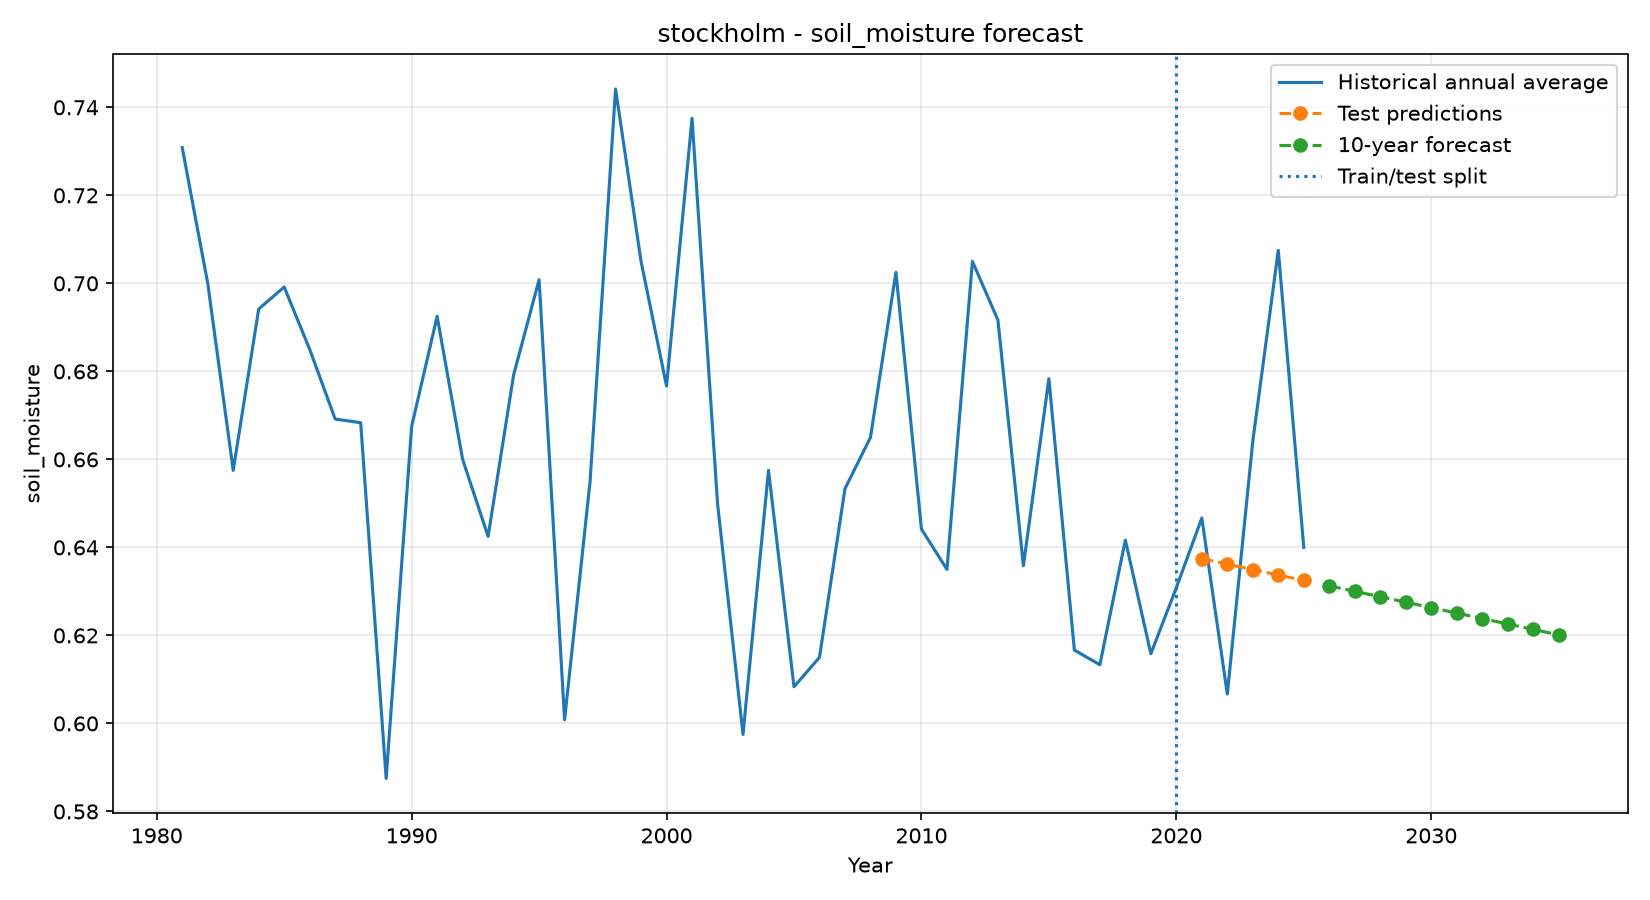 stockholm - soil_moisture forecast
soil_moisture
0.74
0.72
0.70
0.68
0.66
0.64
0.62
0.60
0.58
Historical annual average
Test predictions
10-year forecast
Train/test split
1980
1990
2000
2010
2020
2030
Year